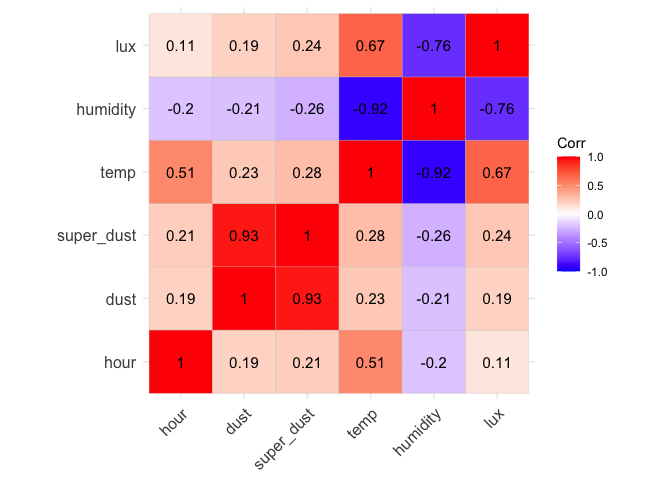 lux 0.11 0.19 0.24 0.67 -0.76 1
humidity -0.2 -0.21 -0.26 -0.92 1 -0.76
temp 0.51 0.23 0.28 1 -0.92 0.67
super_dust 0.21 0.93 1 0.28 -0.26 0.24
dust 0.19 1 0.93 0.23 -0.21 0.19
hour 1 0.19 0.21 0.51 -0.2 0.11
hour dust super_dust temp humidity lux
Corr
1.0
0.5
0.0
-0.5
-1.0